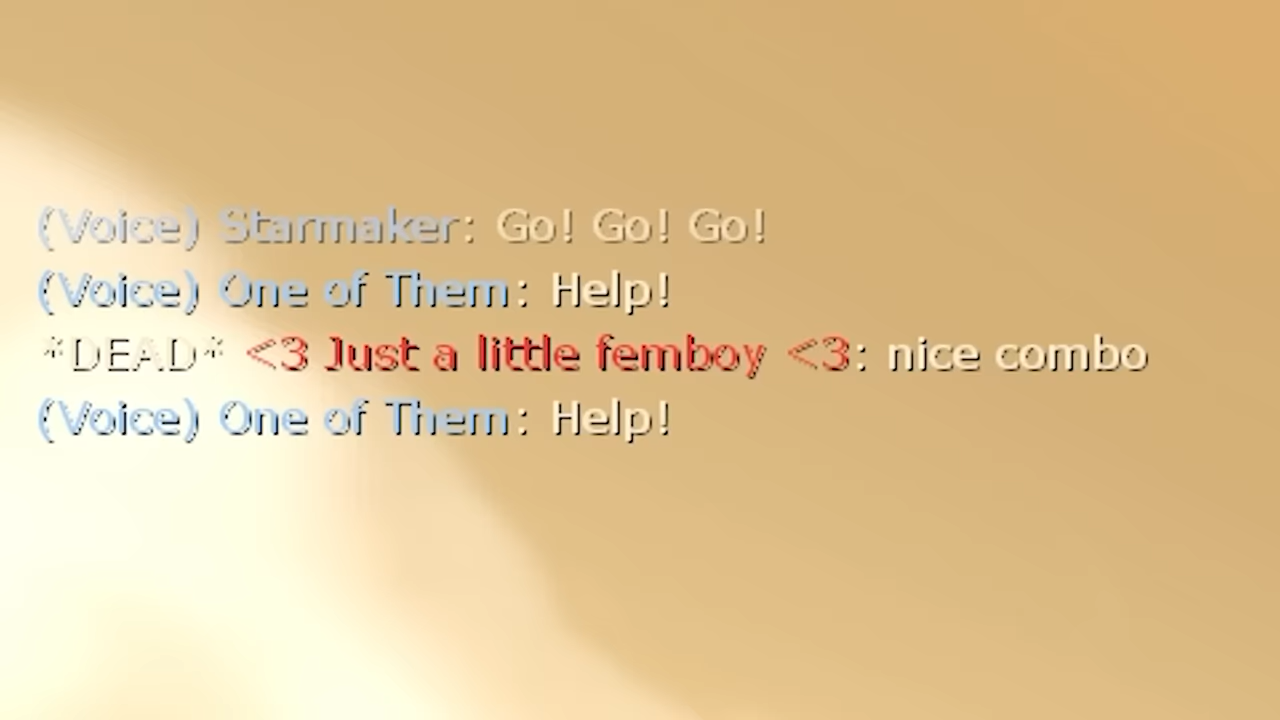 (Voice) Starmaker: Go! Go! Go!
(Voice) One of Them: Help!
*DEAD* <3 Just a little femboy <3: nice combo
(Voice) One of Them: Help!